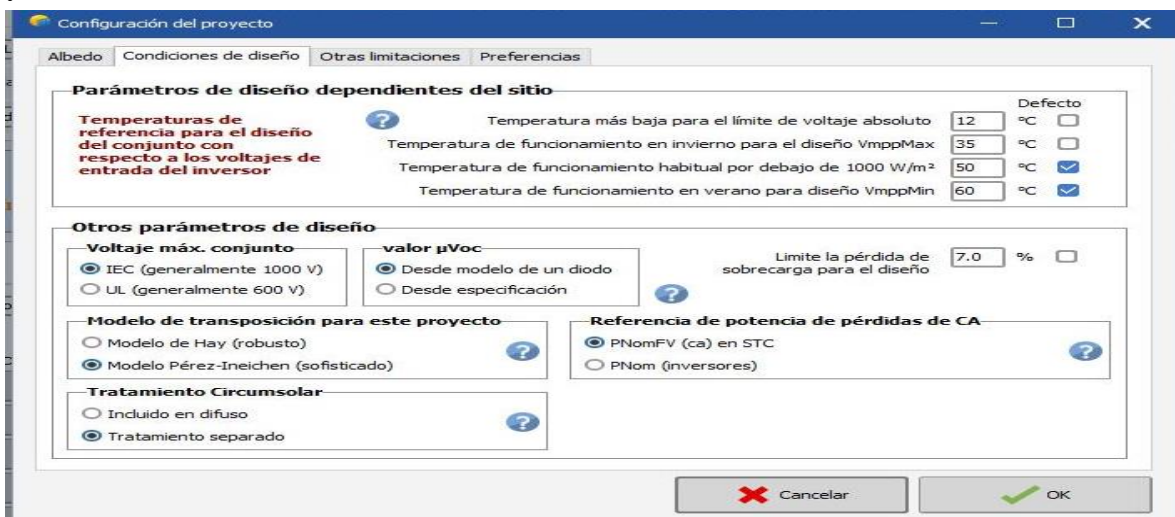 Configuración del proyecto
Albedo Condiciones de diseño Otras limitaciones Preferencias
Parámetros de diseño dependientes del sitio
Defecto
Temperaturas de
referencia para el diseño
del conjunto con
respecto a los voltajes de
entrada del inversor
Temperatura más baja para el límite de voltaje absoluto 12 °C
Temperatura de funcionamiento en invierno para el diseño VmppMax 35 °C
Temperatura de funcionamiento habitual por debajo de 1000 W/m² 50 °C
Temperatura de funcionamiento en verano para diseño VmppMin 60 °C
Otros parámetros de diseño
Voltaje máx. conjunto
IEC (generalmente 1000 V)
UL (generalmente 600 V)
valor µVoc
Desde modelo de un diodo
Desde especificación
Limite la pérdida de
sobrecarga para el diseño
7.0 %
Modelo de transposición para este proyecto
Modelo de Hay (robusto)
Modelo Pérez-Ineichen (sofisticado)
Referencia de potencia de pérdidas de CA
PNomFV (ca) en STC
PNom (inversores)
Tratamiento Circumsolar
Incluido en difuso
Tratamiento separado
Cancelar
OK